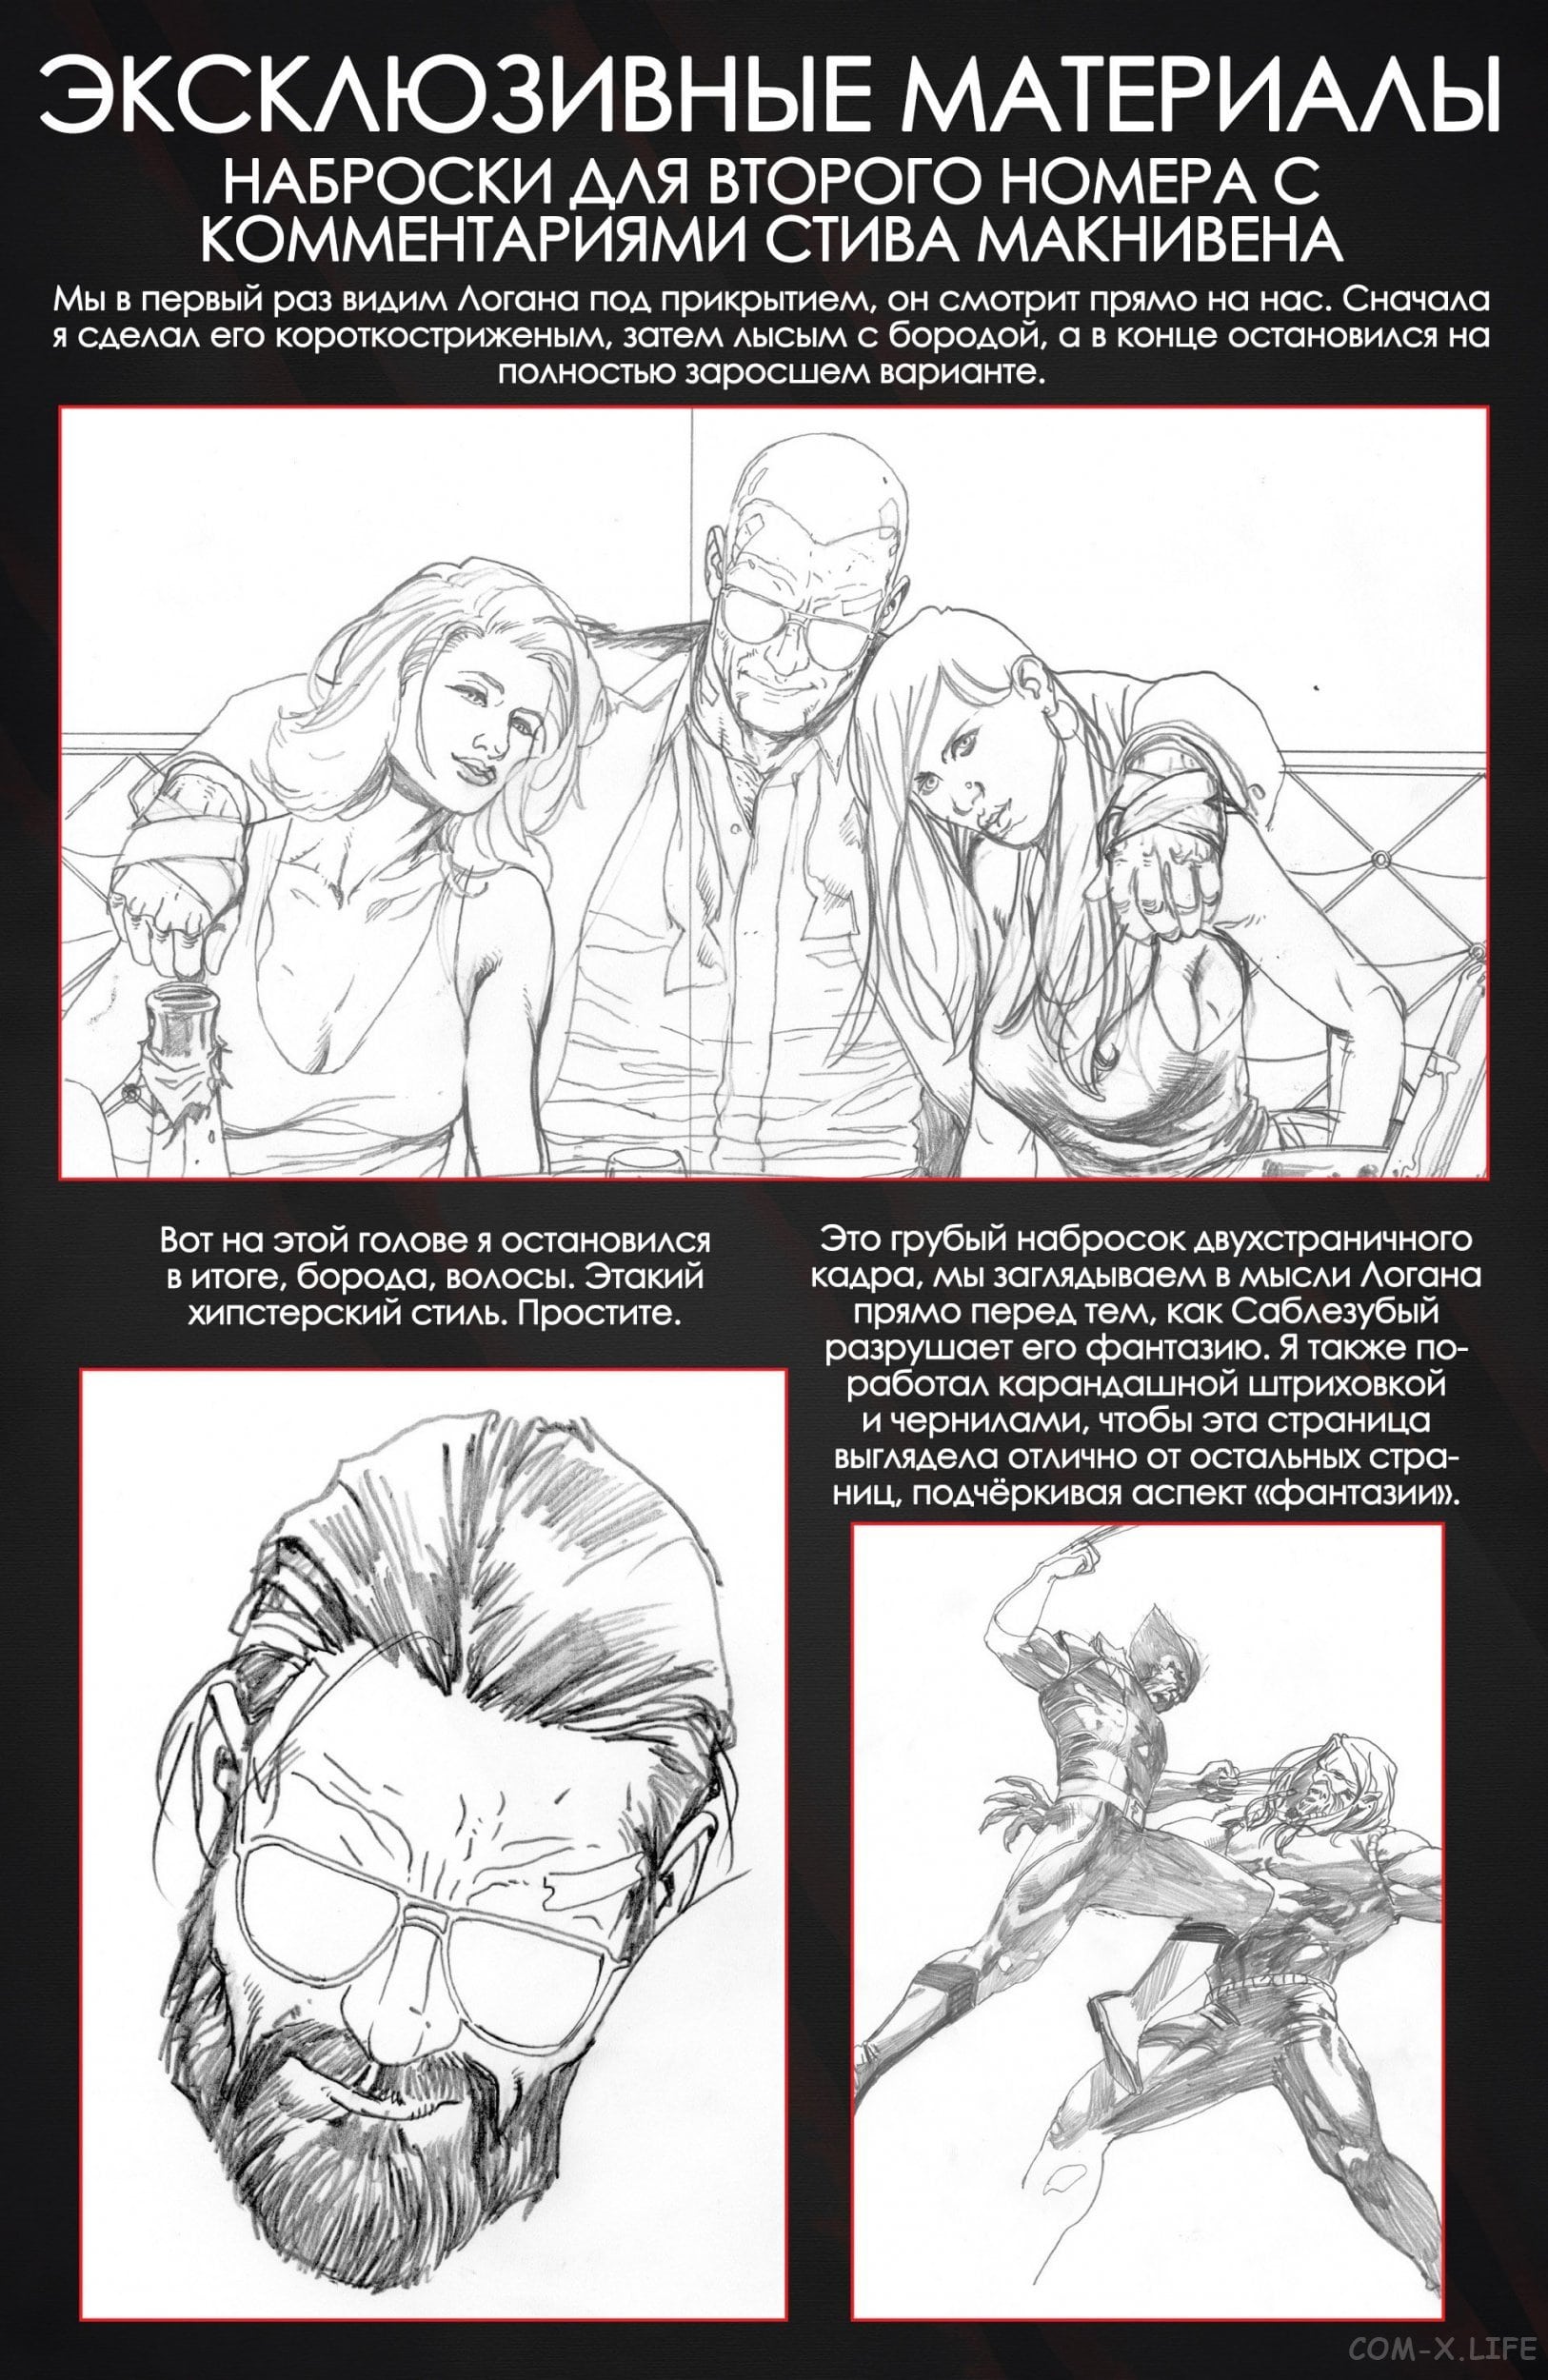 ЭКСКЛЮЗИВНЫЕ МАТЕРИАЛЫ
НАБРОСКИ ДЛЯ ВТОРОГО НОМЕРА С
КОММЕНТАРИЯМИ СТИВА МАКНИВЕНА
Мы в первый раз видим Логана под прикрытием, он смотрит прямо на нас. Сначала
я сделал его короткостриженым, затем лысым с бородой, а в конце остановился на
полностью заросшем варианте.
Вот на этой голове я остановился
в итоге, борода, волосы. Этакий
хипстерский стиль. Простите.
Это грубый набросок двухстраничного
кадра, мы заглядываем в мысли Логана
прямо перед тем, как Саблезубый
разрушает его фантазию. Я также по-
работал карандашной штриховкой
и чернилами, чтобы эта страница
выглядела отлично от остальных стра-
ниц, подчёркивая аспект «фантазии».
COM-X.LIFE